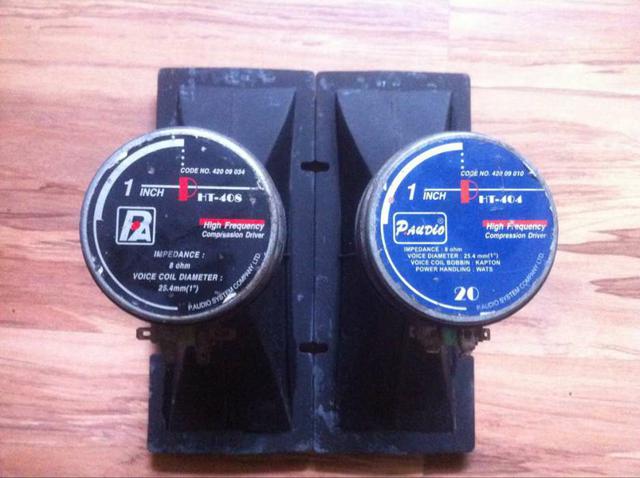 CODE NO. 420 09 034
1 INCH
HT-408
PA
High Frequency
Compression Driver
IMPEDANCE :
8 ohm
VOICE COIL DIAMETER :
25.4mm(1")
P.AUDIO SYSTEM COMPANY LTD.
CODE NO. 420 09 010
1 INCH
HT-404
P.AUDIO®
High Frequency
Compression Driver
IMPEDANCE : 8 ohm
VOICE DIAMETER : 25.4 mm(1")
VOICE COIL BOBBIN : KAPTON
POWER HANDLING : WATS
20
P.AUDIO SYSTEM COMPANY LTD.